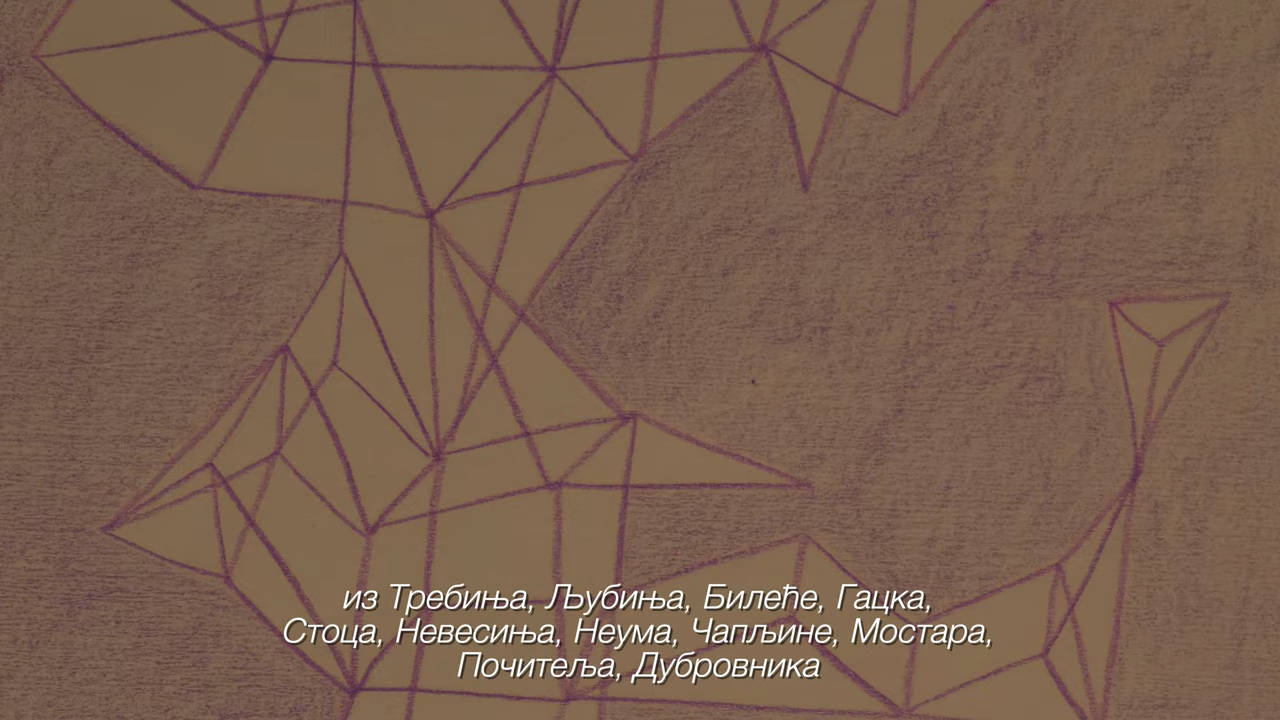 из Требиња, Љубиња, Билеће, Гацка,
Стоца, Невесиња, Неума, Чапљине, Мостара,
Почитеља, Дубровника